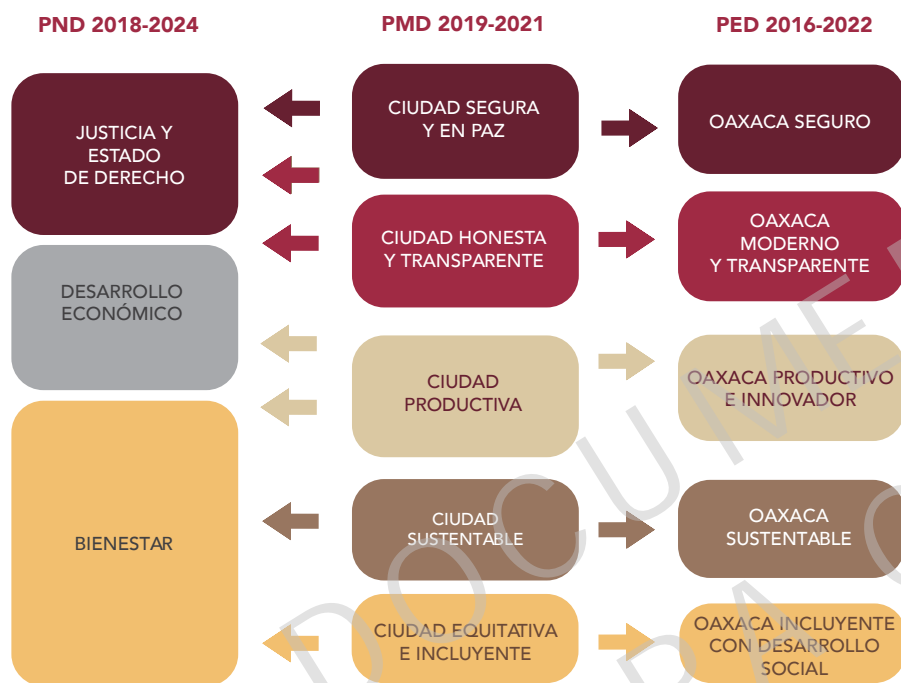 PND 2018-2024
PMD 2019-2021
PED 2016-2022
JUSTICIA Y
ESTADO
DE DERECHO
CIUDAD SEGURA
Y EN PAZ
OAXACA SEGURO
CIUDAD HONESTA
Y TRANSPARENTE
OAXACA
MODERNO
Y TRANSPARENTE
DESARROLLO
ECONÓMICO
CIUDAD
PRODUCTIVA
OAXACA PRODUCTIVO
E INNOVADOR
BIENESTAR
CIUDAD
SUSTENTABLE
OAXACA
SUSTENTABLE
CIUDAD EQUITATIVA
E INCLUYENTE
OAXACA INCLUYENTE
CON DESARROLLO
SOCIAL